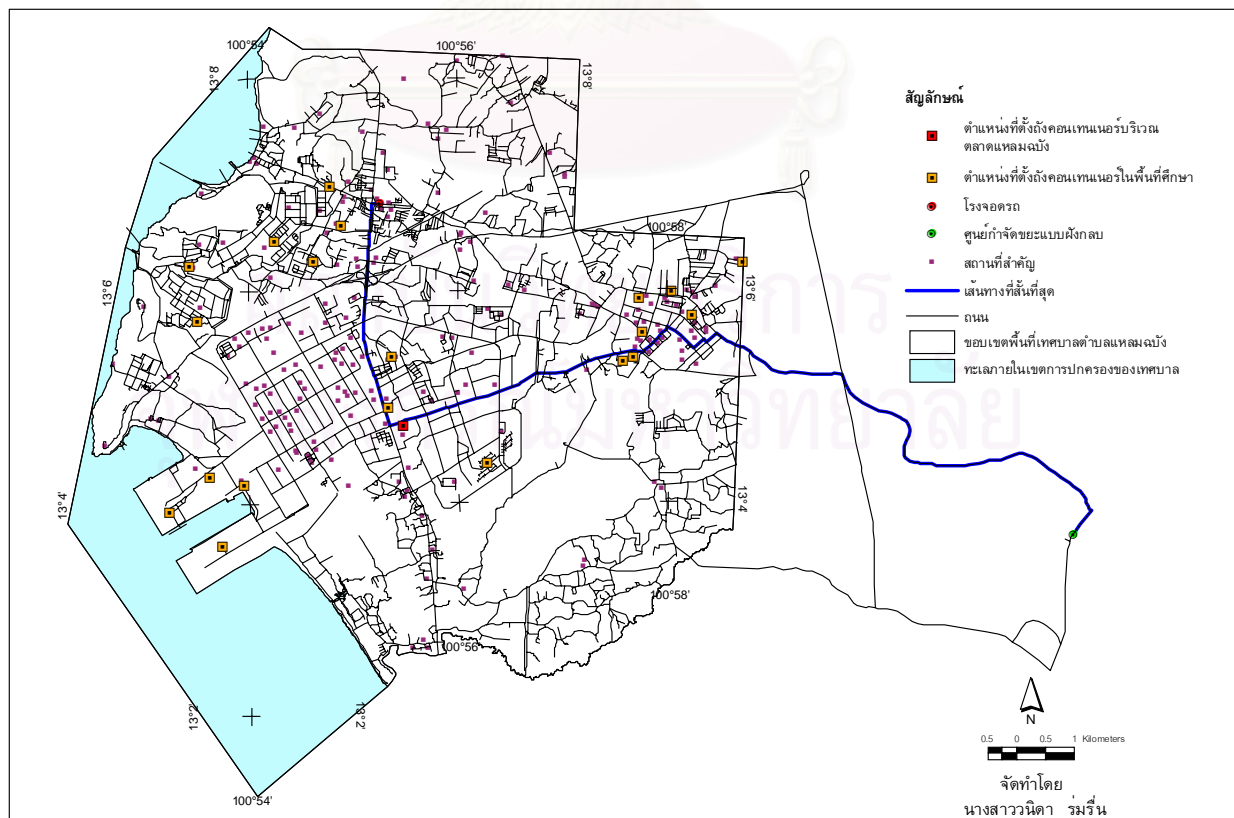 100°54'
100°56'
13°8'
13°8'
100°58'
13°6'
13°6'
13°4'
13°4'
100°58'
100°56'
13°2'
13°2'
100°54'
สัญลักษณ์
ตำแหน่งที่ตั้งถังคอนเทนเนอร์บริเวณ
ตลาดแหลมฉบัง
ตำแหน่งที่ตั้งถังคอนเทนเนอร์ในพื้นที่ศึกษา
โรงจอดรถ
ศูนย์กำจัดขยะแบบฝังกลบ
สถานที่สำคัญ
เส้นทางที่สั้นที่สุด
ถนน
ขอบเขตพื้นที่เทศบาลตำบลแหลมฉบัง
ทะเลภายในเขตการปกครองของเทศบาล
N
0.5 0 0.5 1 Kilometers
จัดทำโดย
นางสาววนิดา ร่มรื่น